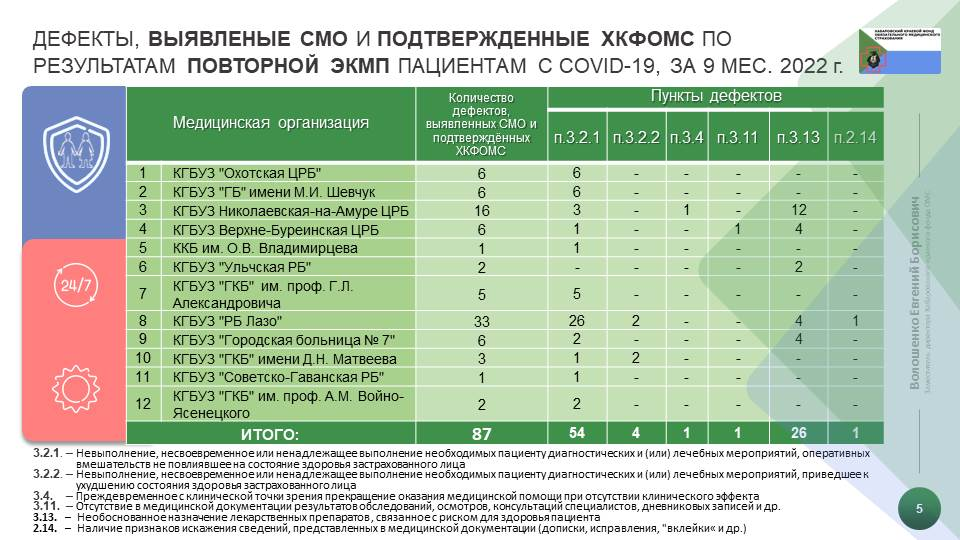 ДЕФЕКТЫ, ВЫЯВЛЕНЫЕ СМО И ПОДТВЕРЖДЕННЫЕ ХКФОМС ПО
РЕЗУЛЬТАТАМ ПОВТОРНОЙ ЭКМП ПАЦИЕНТАМ С COVID-19, ЗА 9 МЕС. 2022 г.
ХАБАРОВСКИЙ КРАЕВОЙ ФОНД
ОБЯЗАТЕЛЬНОГО МЕДИЦИНСКОГО
СТРАХОВАНИЯ
Медицинская организация
Количество
дефектов,
выявленных СМО и
подтверждённых
ХКФОМС
Пункты дефектов
п.3.2.1 п.3.2.2 п.3.4 п.3.11 п.3.13 п.2.14
1 КГБУЗ "Охотская ЦРБ" 6 6 - - - - -
2 КГБУЗ "ГБ" имени М.И. Шевчук 6 6 - - - - -
3 КГБУЗ Николаевская-на-Амуре ЦРБ 16 3 - 1 - 12 -
4 КГБУЗ Верхне-Буреинская ЦРБ 6 1 - - 1 4 -
5 ККБ им. О.В. Владимирцева 1 1 - - - - -
6 КГБУЗ "Ульчская РБ" 2 - - - - 2 -
7 КГБУЗ "ГКБ" им. проф. Г.Л.
Александровича 5 5 - - - - -
8 КГБУЗ "РБ Лазо" 33 26 2 - - 4 1
9 КГБУЗ "Городская больница № 7" 6 2 - - - 4 -
10 КГБУЗ "ГКБ" имени Д.Н. Матвеева 3 1 2 - - - -
11 КГБУЗ "Советско-Гаванская РБ" 1 1 - - - - -
12 КГБУЗ "ГКБ" им. проф. А.М. Войно-
Ясенецкого 2 2 - - - - -
ИТОГО: 87 54 4 1 1 26 1
24/7
3.2.1. – Невыполнение, несвоевременное или ненадлежащее выполнение необходимых пациенту диагностических и (или) лечебных мероприятий, оперативных
вмешательств не повлиявшее на состояние здоровья застрахованного лица
3.2.2. – Невыполнение, несвоевременное или ненадлежащее выполнение необходимых пациенту диагностических и (или) лечебных мероприятий, приведшее к
ухудшению состояния здоровья застрахованного лица
3.4. – Преждевременное с клинической точки зрения прекращение оказания медицинской помощи при отсутствии клинического эффекта
3.11. – Отсутствие в медицинской документации результатов обследований, осмотров, консультаций специалистов, дневниковых записей и др.
3.13. – Необоснованное назначение лекарственных препаратов, связанное с риском для здоровья пациента
2.14. – Наличие признаков искажения сведений, представленных в медицинской документации (дописки, исправления, "вклейки« и др.)
Волошенко Евгений Борисович
Заместитель директора Хабаровского краевого фонда ОМС
5